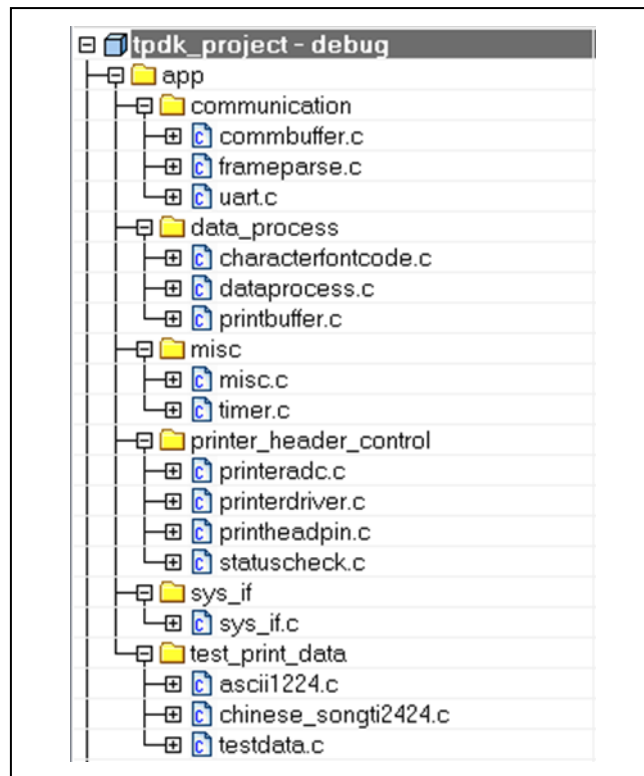 tpdk_project - debug
app
communication
commbuffer.c
frameparse.c
uart.c
data_process
characterfontcode.c
dataprocess.c
printbuffer.c
misc
misc.c
timer.c
printer_header_control
printeradc.c
printerdriver.c
printheadpin.c
statuscheck.c
sys_if
sys_if.c
test_print_data
ascii1224.c
chinese_songti2424.c
testdata.c